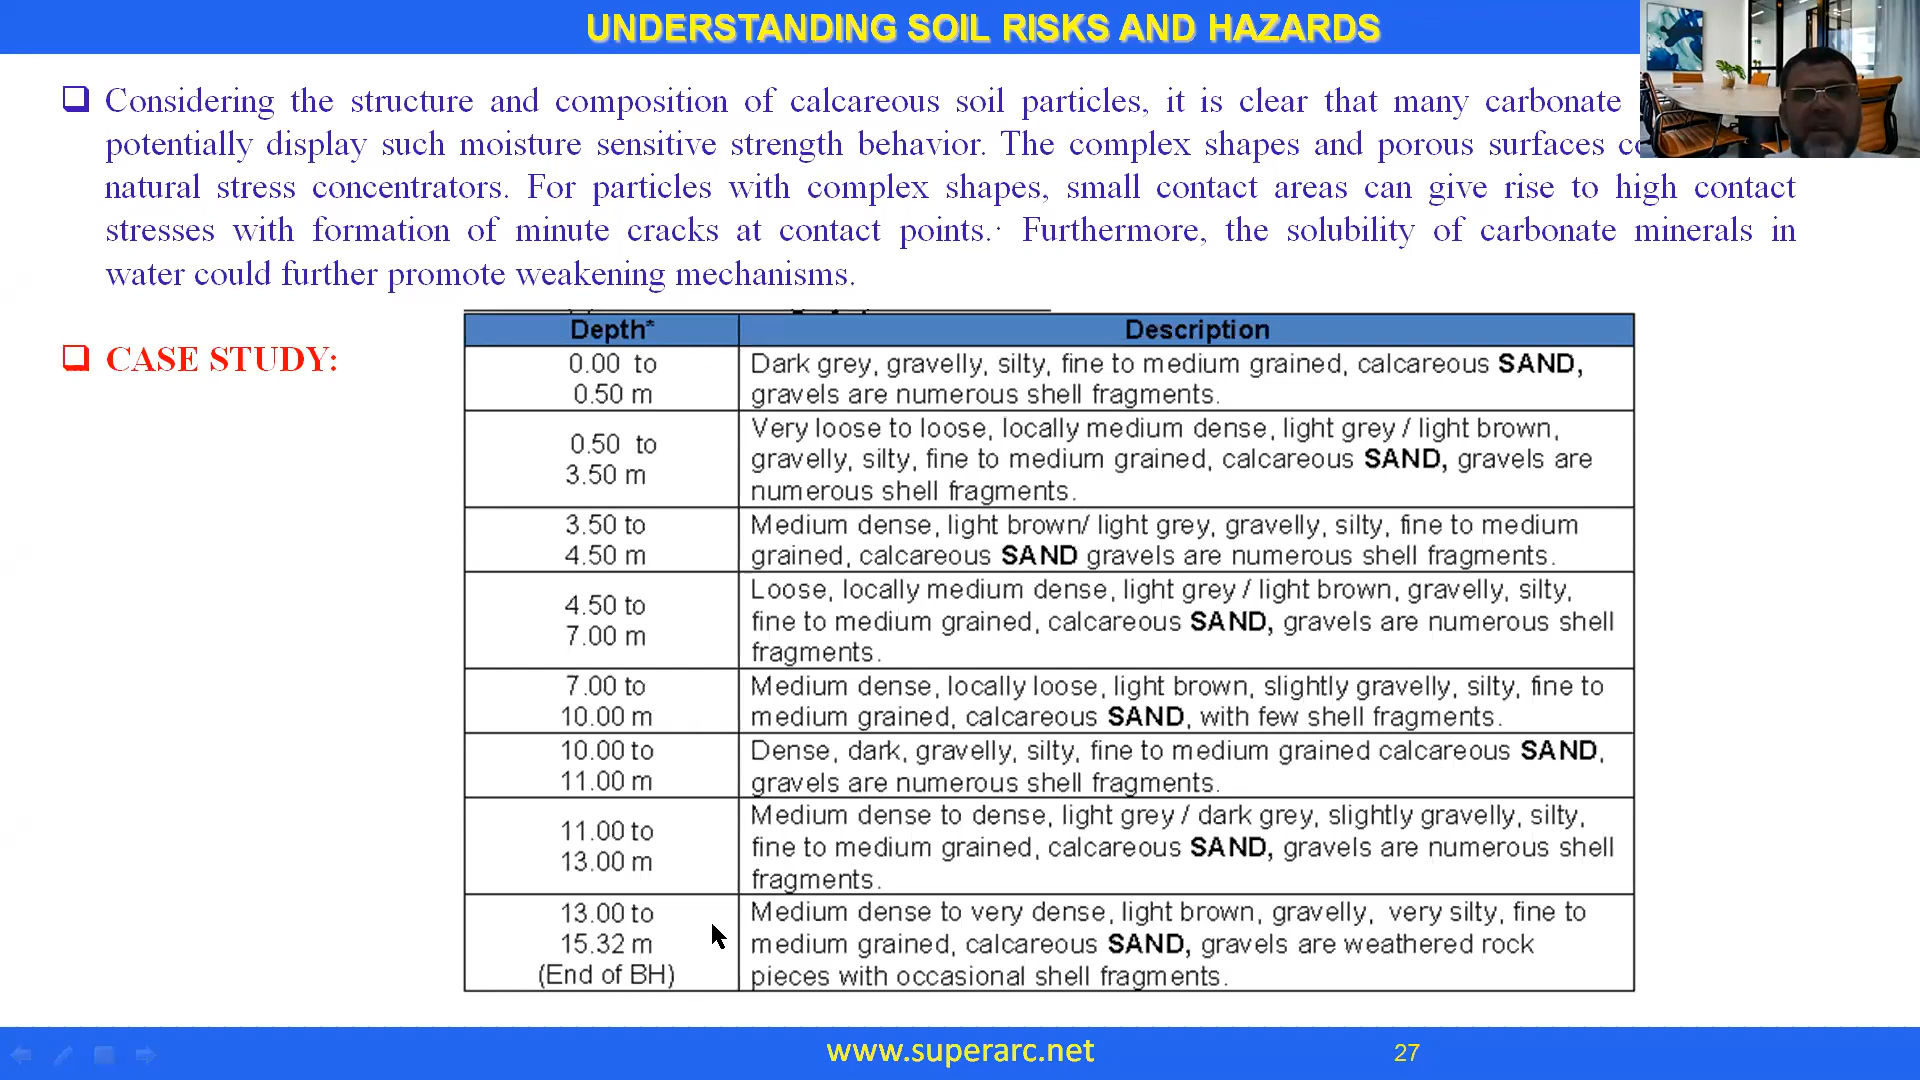 UNDERSTANDING SOIL RISKS AND HAZARDS
Considering the structure and composition of calcareous soil particles, it is clear that many carbonate
potentially display such moisture sensitive strength behavior. The complex shapes and porous surfaces
natural stress concentrators. For particles with complex shapes, small contact areas can give rise to high contact
stresses with formation of minute cracks at contact points.· Furthermore, the solubility of carbonate minerals in
water could further promote weakening mechanisms.
CASE STUDY:
Depth* Description
0.00 to
0.50 m
Dark grey, gravelly, silty, fine to medium grained, calcareous SAND,
gravels are numerous shell fragments.
0.50 to
3.50 m
Very loose to loose, locally medium dense, light grey / light brown,
gravelly, silty, fine to medium grained, calcareous SAND, gravels are
numerous shell fragments.
3.50 to
4.50 m
Medium dense, light brown/ light grey, gravelly, silty, fine to medium
grained, calcareous SAND gravels are numerous shell fragments.
4.50 to
7.00 m
Loose, locally medium dense, light grey / light brown, gravelly, silty,
fine to medium grained, calcareous SAND, gravels are numerous shell
fragments.
7.00 to
10.00 m
Medium dense, locally loose, light brown, slightly gravelly, silty, fine to
medium grained, calcareous SAND, with few shell fragments.
10.00 to
11.00 m
Dense, dark, gravelly, silty, fine to medium grained calcareous SAND,
gravels are numerous shell fragments.
11.00 to
13.00 m
Medium dense to dense, light grey / dark grey, slightly gravelly, silty,
fine to medium grained, calcareous SAND, gravels are numerous shell
fragments.
13.00 to
15.32 m
(End of BH)
Medium dense to very dense, light brown, gravelly, very silty, fine to
medium grained, calcareous SAND, gravels are weathered rock
pieces with occasional shell fragments.
www.superarc.net
27